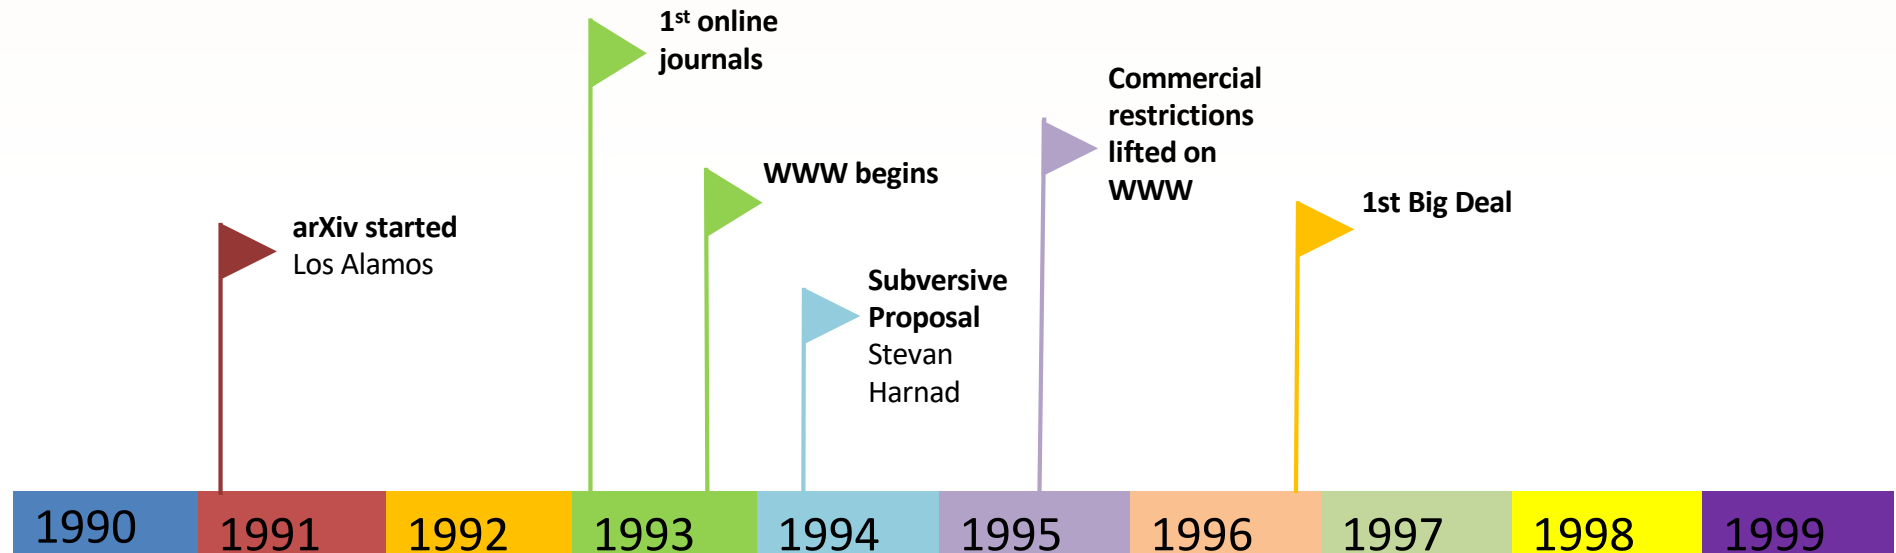 1st online
journals
Commercial
restrictions
lifted on
WWW
WWW begins
1st Big Deal
arXiv started
Los Alamos
Subversive
Proposal
Stevan
Harnad
1990
1991
1992
1993
1994
1995
1996
1997
1998
1999